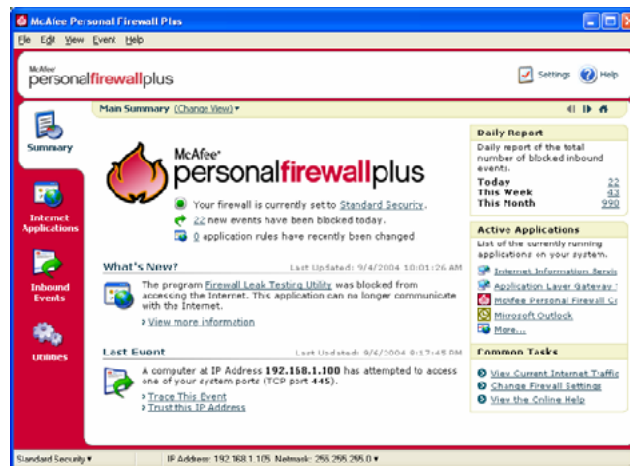 McAfee Personal Firewall Plus
File Edit View Event Help
McAfee
personalfirewallplus
Settings
Help
Main Summary (Change View)
Summary
Internet
Applications
Inbound
Events
Utilities
McAfee
personalfirewallplus
Your firewall is currently set to Standard Security.
22 new events have been blocked today.
0 application rules have recently been changed
What's New?
Last Updated: 9/4/2004 10:01:26 AM
The program Firewall Leak Testing Utility was blocked from
accessing the Internet. This application can no longer communicate
with the Internet.
View more information
Last Event
Last Updated: 9/6/2004 9:17:45 PM
A computer at IP Address 192.158.1.100 has attempted to access
one of your system ports (TCP port 445).
Trace This Event
Trust this IP Address
Daily Report
Daily report of the total
number of blocked inbound
events.
Today 22
This Week 43
This Month 990
Active Applications
List of the currently running
applications on your system.
Internet Information Servic
Application Layer Gateway
McAfee Personal Firewall
Microsoft Outlook
More...
Common Tasks
View Current Internet Traffic
Change Firewall Settings
View the Online Help
Standard Security
IP Address: 192.168.1.105 Netmask: 255.255.255.0